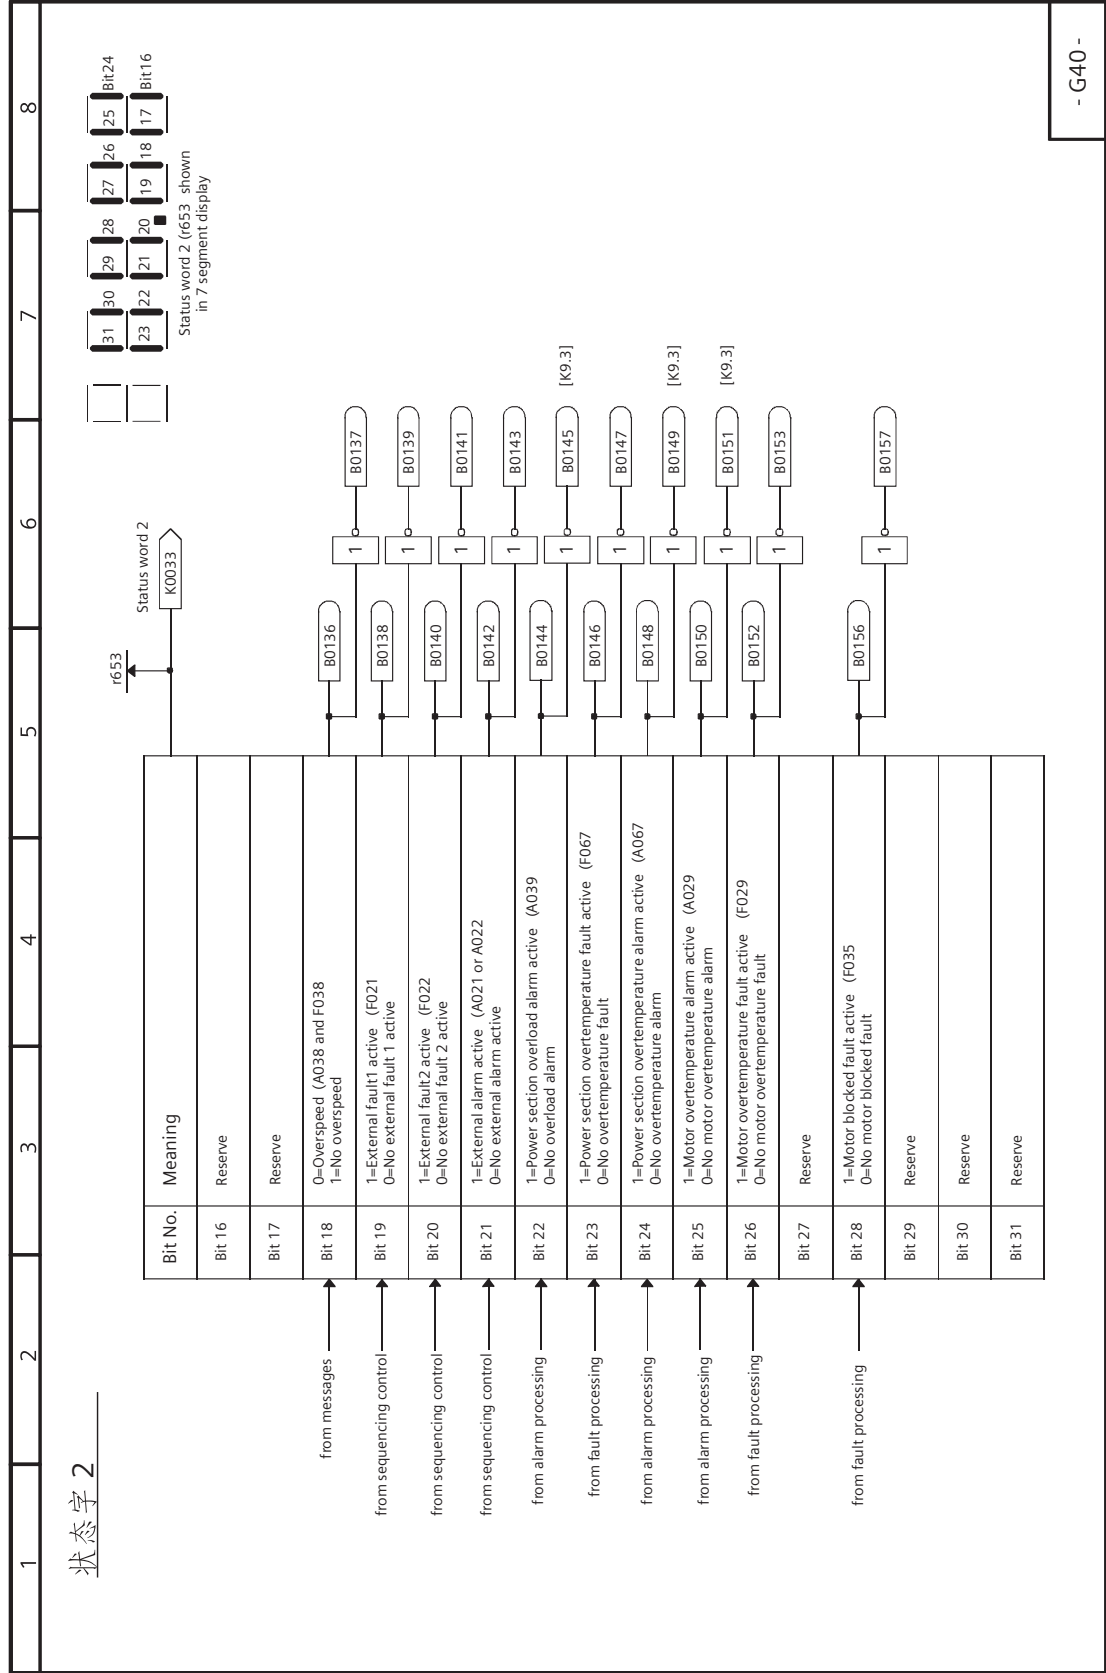 1 2 3 4 5 6 7 8
状态字 2
r653
Status word 2
K0033
31 30 29 28 27 26 25 Bit24
23 22 21 20 19 18 17 Bit16
Status word 2 (r653 shown
in 7 segment display
Bit No. Meaning
Bit 16 Reserve
Bit 17 Reserve
from messages Bit 18 0=Overspeed (A038 and F038
1=No overspeed
B0136 1 B0137
from sequencing control Bit 19 1=External fault1 active (F021
0=No external fault 1 active
B0138 1 B0139
from sequencing control Bit 20 1=External fault2 active (F022
0=No external fault 2 active
B0140 1 B0141
from sequencing control Bit 21 1=External alarm active (A021 or A022
0=No external alarm active
B0142 1 B0143
from alarm processing Bit 22 1=Power section overload alarm active (A039
0=No overload alarm
B0144 1 B0145 [K9.3]
from fault processing Bit 23 1=Power section overtemperature fault active (F067
0=No overtemperature fault
B0146 1 B0147
from alarm processing Bit 24 1=Power section overtemperature alarm active (A067
0=No overtemperature alarm
B0148 1 B0149 [K9.3]
from alarm processing Bit 25 1=Motor overtemperature alarm active (A029
0=No motor overtemperature alarm
B0150 1 B0151 [K9.3]
from fault processing Bit 26 1=Motor overtemperature fault active (F029
0=No motor overtemperature fault
B0152 1 B0153
Bit 27 Reserve
from fault processing Bit 28 1=Motor blocked fault active (F035
0=No motor blocked fault
B0156 1 B0157
Bit 29 Reserve
Bit 30 Reserve
Bit 31 Reserve
- G40 -